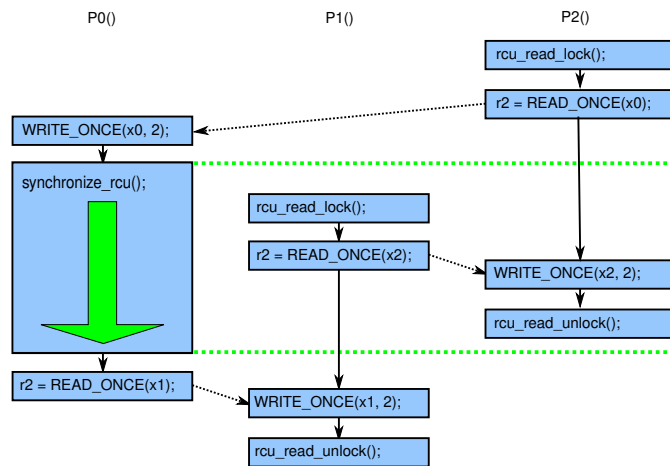 P0()
P1()
P2()
rcu_read_lock();
r2 = READ_ONCE(x0);
WRITE_ONCE(x0, 2);
synchronize_rcu();
rcu_read_lock();
r2 = READ_ONCE(x2);
WRITE_ONCE(x2, 2);
rcu_read_unlock();
r2 = READ_ONCE(x1);
WRITE_ONCE(x1, 2);
rcu_read_unlock();